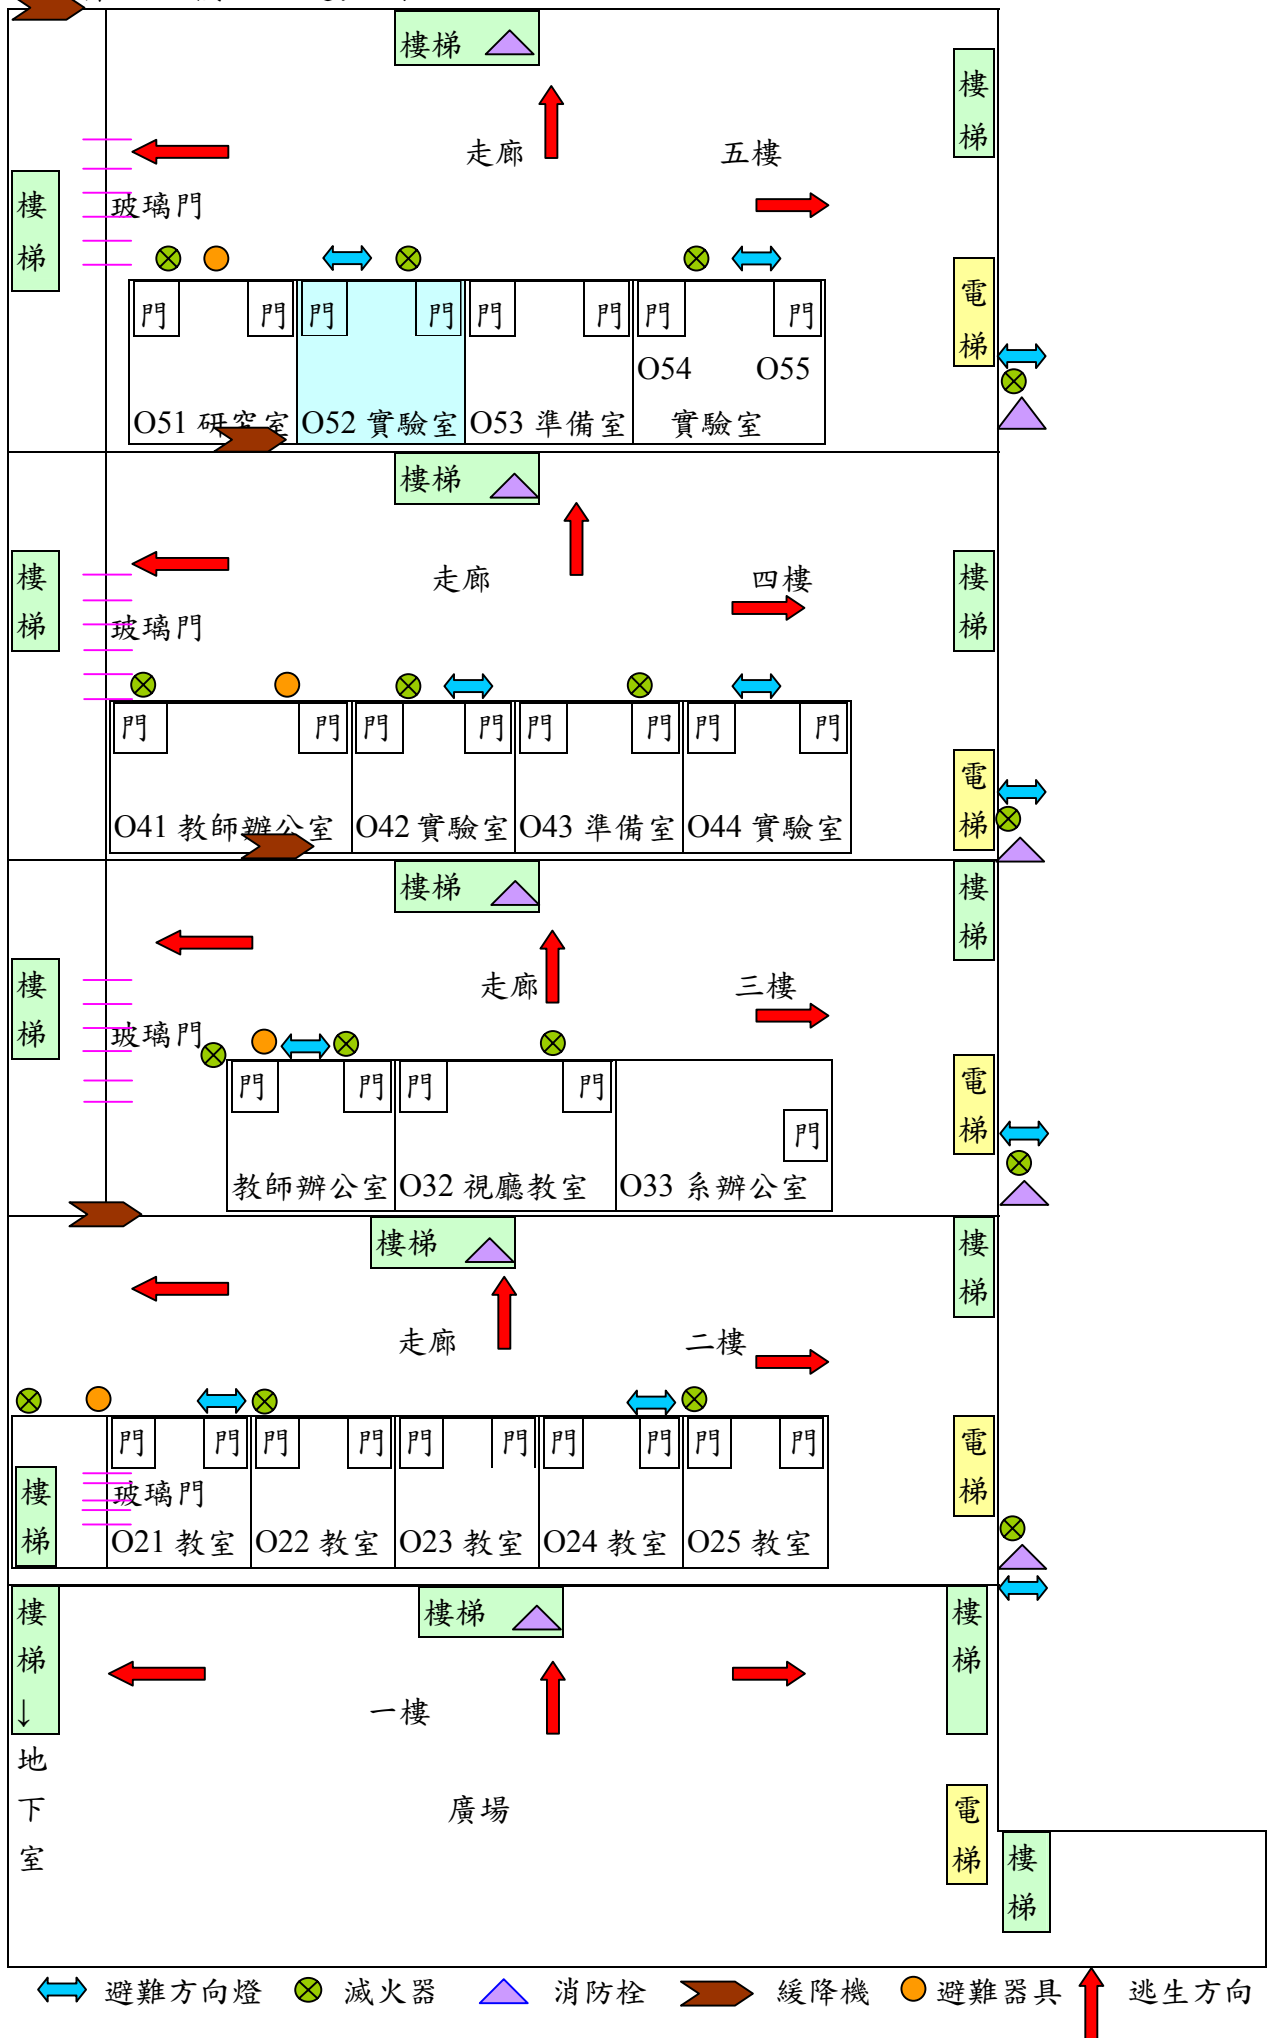 樓梯
樓梯
走廊
五樓
樓梯
玻璃門
電梯
門 門 門 門 門 門 門 門
O54 O55
O51 研究室 O52 實驗室 O53 準備室 實驗室
樓梯
樓梯
走廊
四樓
樓梯
玻璃門
門 門 門 門 門 門 門 門
電梯
O41 教師辦公室 O42 實驗室 O43 準備室 O44 實驗室
樓梯
樓梯
樓梯
走廊
三樓
玻璃門
電梯
門 門 門 門
門
教師辦公室 O32 視廳教室 O33 系辦公室
樓梯
樓梯
走廊
二樓
門 門 門 門 門 門 門 門 門 門
電梯
樓梯
玻璃門
O21 教室 O22 教室 O23 教室 O24 教室 O25 教室
樓梯↓地下室
樓梯
樓梯
一樓
廣場
電梯
樓梯
避難方向燈 滅火器 消防栓 緩降機 避難器具 逃生方向